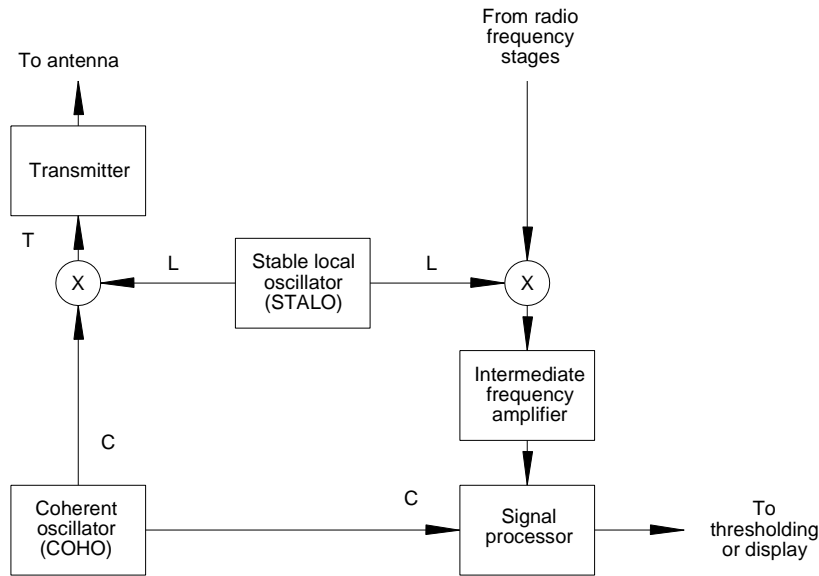 From radio
frequency
stages
To antenna
Transmitter
T
X
L
Stable local
oscillator
(STALO)
L
X
Intermediate
frequency
amplifier
C
Coherent
oscillator
(COHO)
C
Signal
processor
To
thresholding
or display